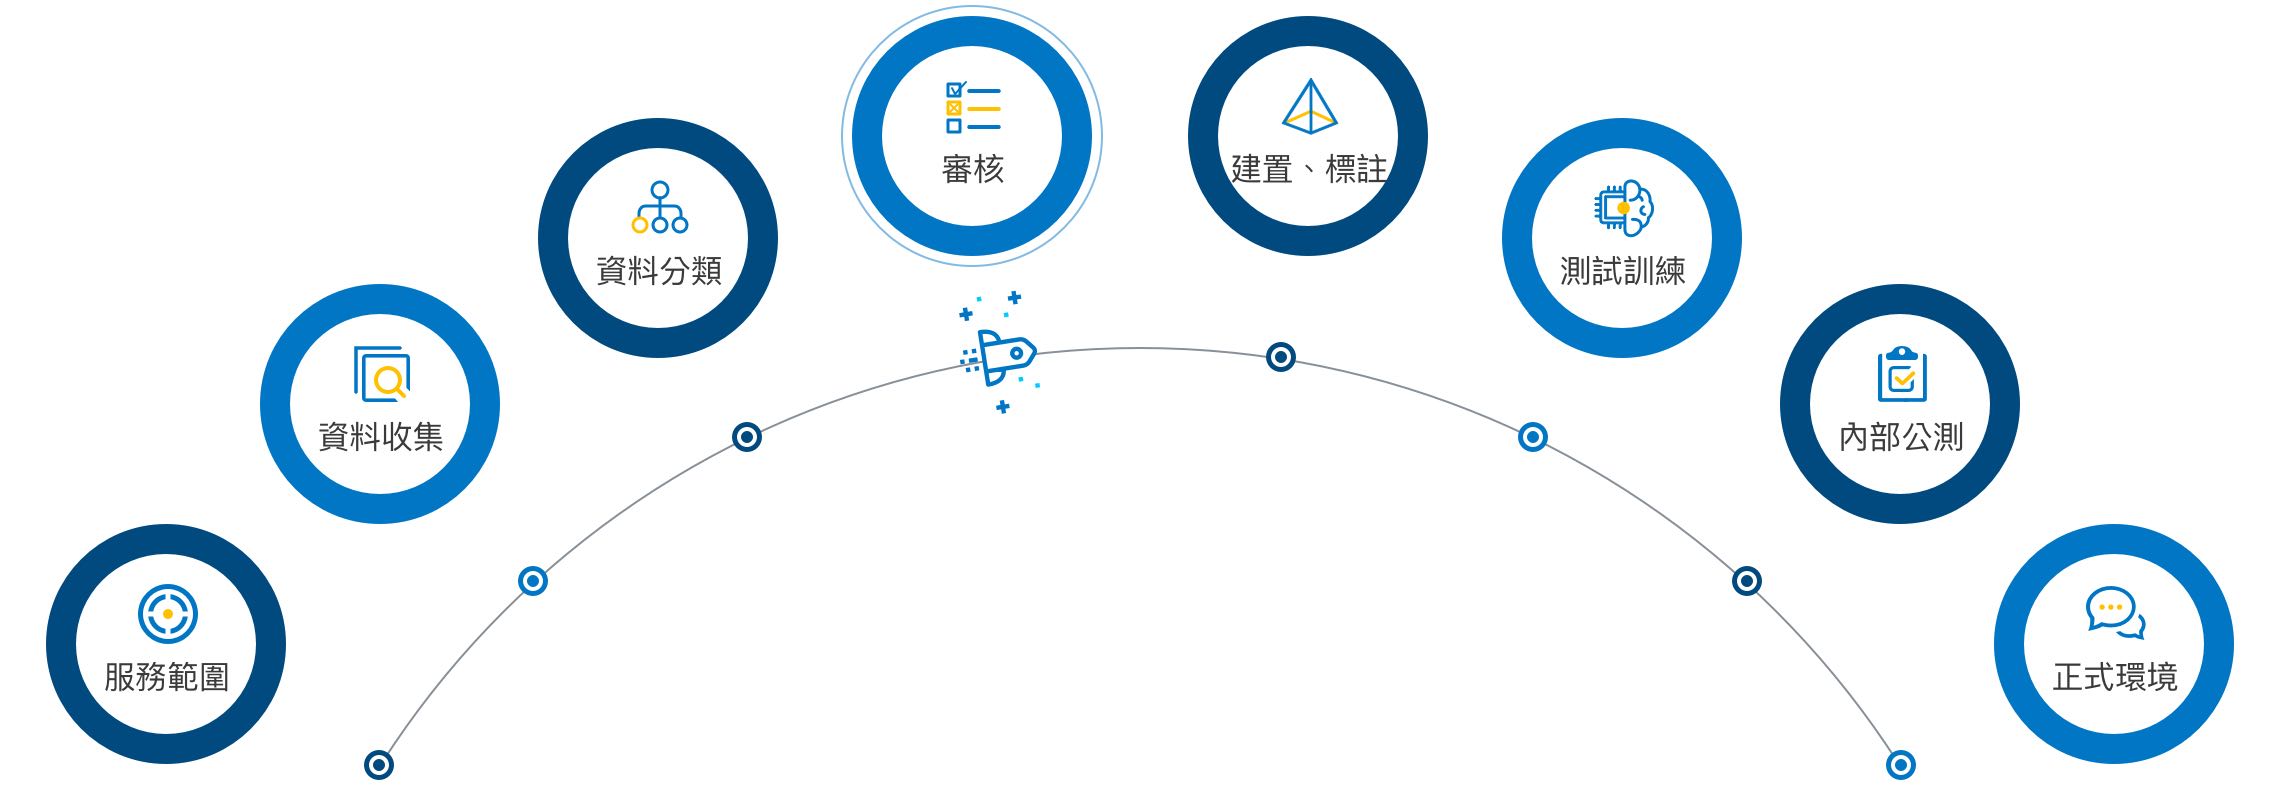 服務範圍
資料收集
資料分類
審核
建置、標註
測試訓練
內部公測
正式環境